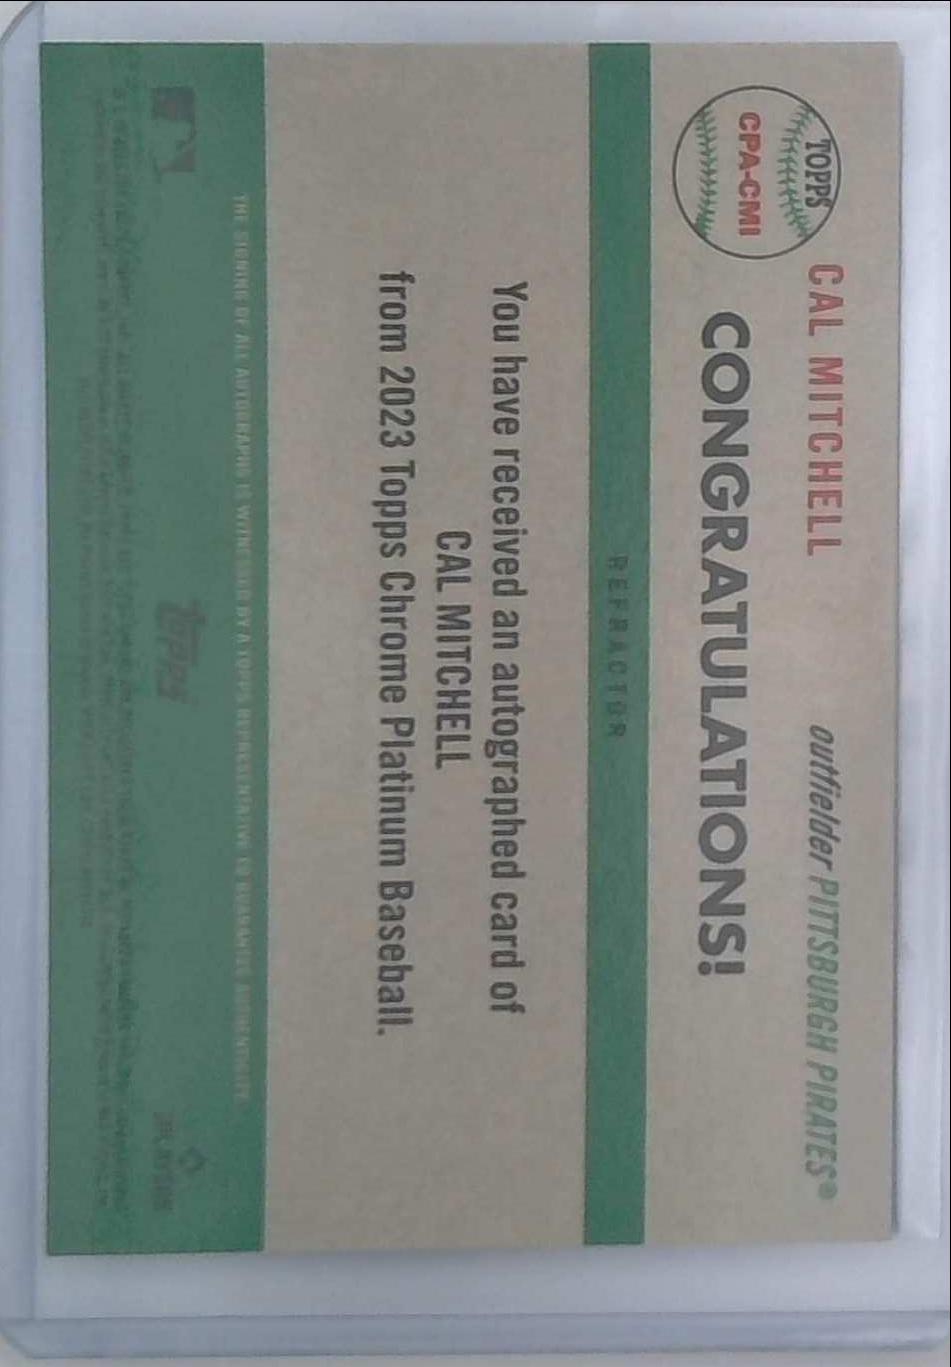 TOPPS
CPA-CMI
CAL MITCHELL outfielder PITTSBURGH PIRATES®
CONGRATULATIONS!
REFRACTOR
You have received an autographed card of
CAL MITCHELL
from 2023 Topps Chrome Platinum Baseball.
THE SIGNING OF ALL AUTOGRAPHS IS WITNESSED BY A TOPPS REPRESENTATIVE TO GUARANTEE AUTHENTICITY.
topps
PLAYERS